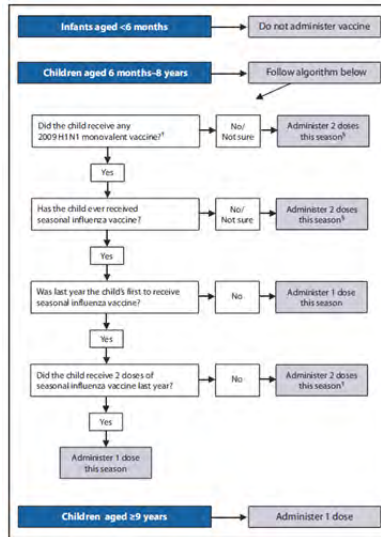 Infants aged <6 months
Do not administer vaccine
Children aged 6 months–8 years
Follow algorithm below
Did the child receive any
2009 H1N1 monovalent vaccine?†
No/
Not sure
Administer 2 doses
this season§
Yes
Has the child ever received
seasonal influenza vaccine?
No/
Not sure
Administer 2 doses
this season§
Yes
Was last year the child's first to receive
seasonal influenza vaccine?
No
Administer 1 dose
this season
Yes
Did the child receive 2 doses of
seasonal influenza vaccine last year?
No
Administer 2 doses
this season¶
Yes
Administer 1 dose
this season
Children aged ≥9 years
Administer 1 dose